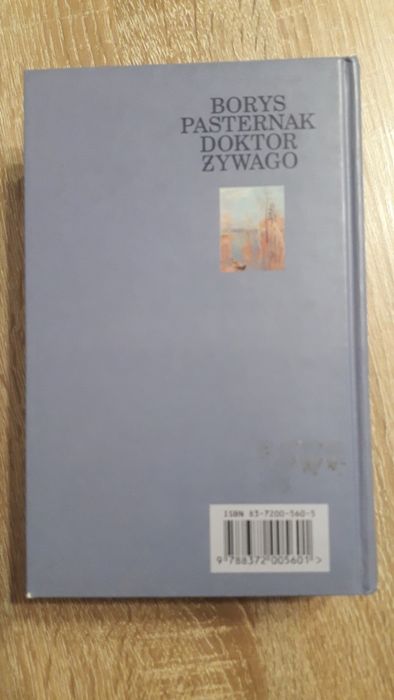 BORYS
PASTERNAK
DOKTOR
ŻYWAGO
ISBN 83-7200-560-5
9 788372 005601 >